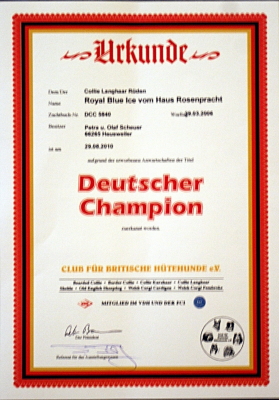 Urkunde
Dem/Der Collie Langhaar Rüden
Name Royal Blue Ice vom Haus Rosenpracht
Zuchtbuch-Nr. DCC 5840 29.03.2006
Besitzer Petra u. Olaf Scheuer
66265 Heusweiler
ist am 29.08.2010
aufgrund der erworbenen Anwartschaften der Titel
Deutscher
Champion
zuerkannt worden.
CLUB FÜR BRITISCHE HÜTEHUNDE eV.
Bearded Collie • Border Collie • Collie Kurzhaar • Collie Langhaar
Sheltie • Old English Sheepdog • Welsh Corgi Cardigan • Welsh Corgi Pembroke
MITGLIED IM VDH UND DER FCI
Der Präsident
Referent für das Ausstellungswesen